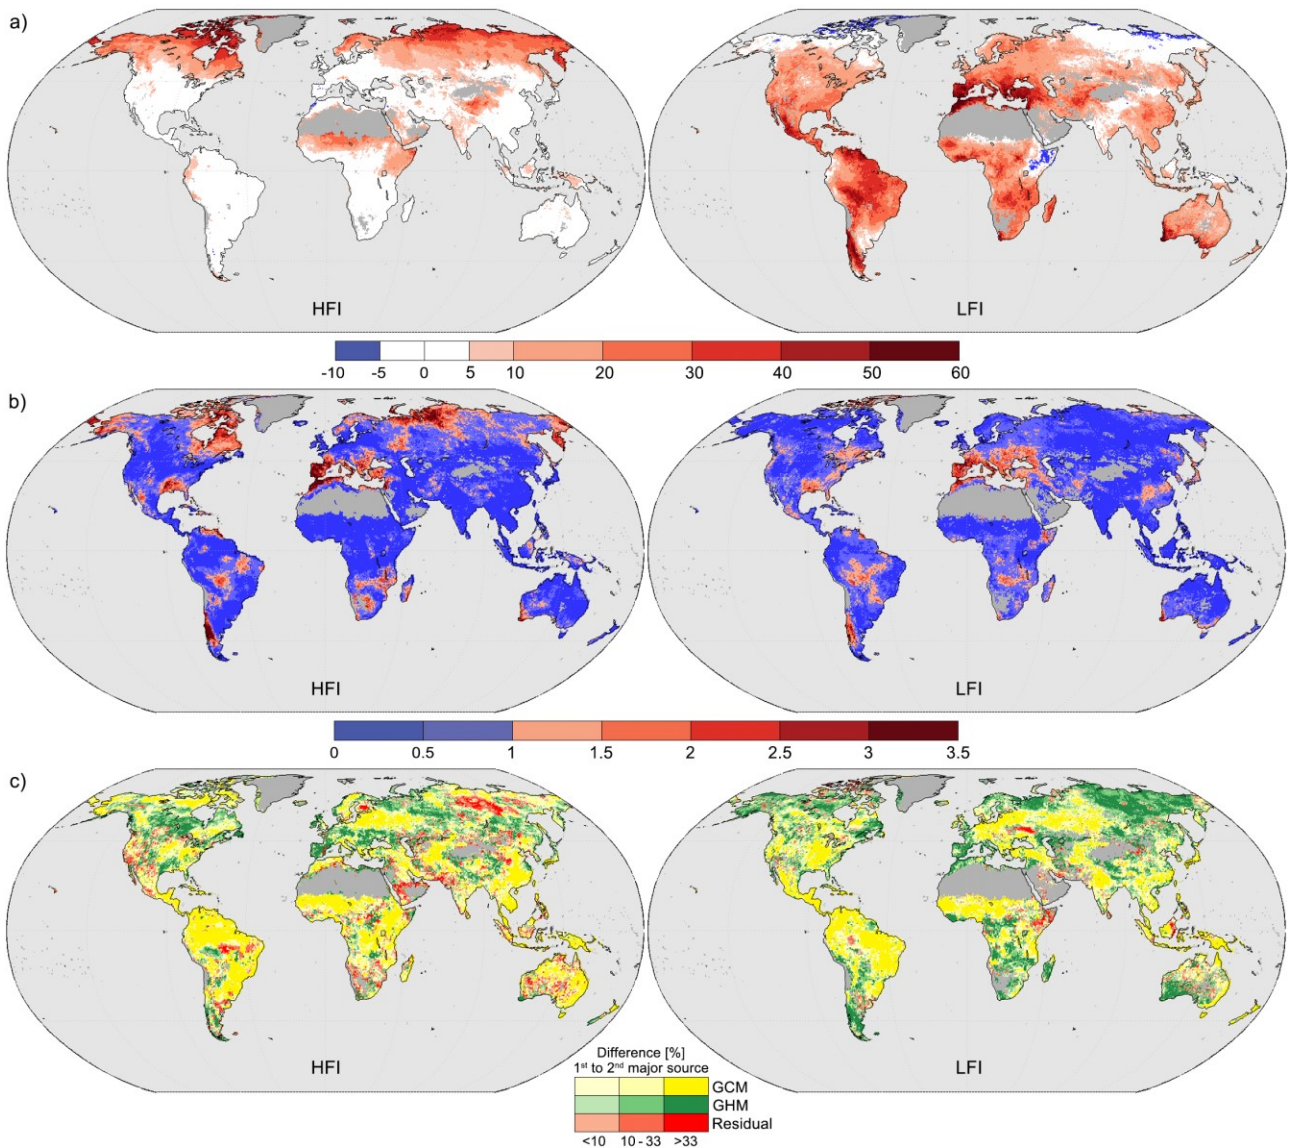 a)
HFI
LFI
-10 -5 0 5 10 20 30 40 50 60
b)
HFI
LFI
0 0.5 1 1.5 2 2.5 3 3.5
c)
HFI
LFI
Difference [%]
1st to 2nd major source
GCM
GHM
Residual
<10 10 - 33 >33